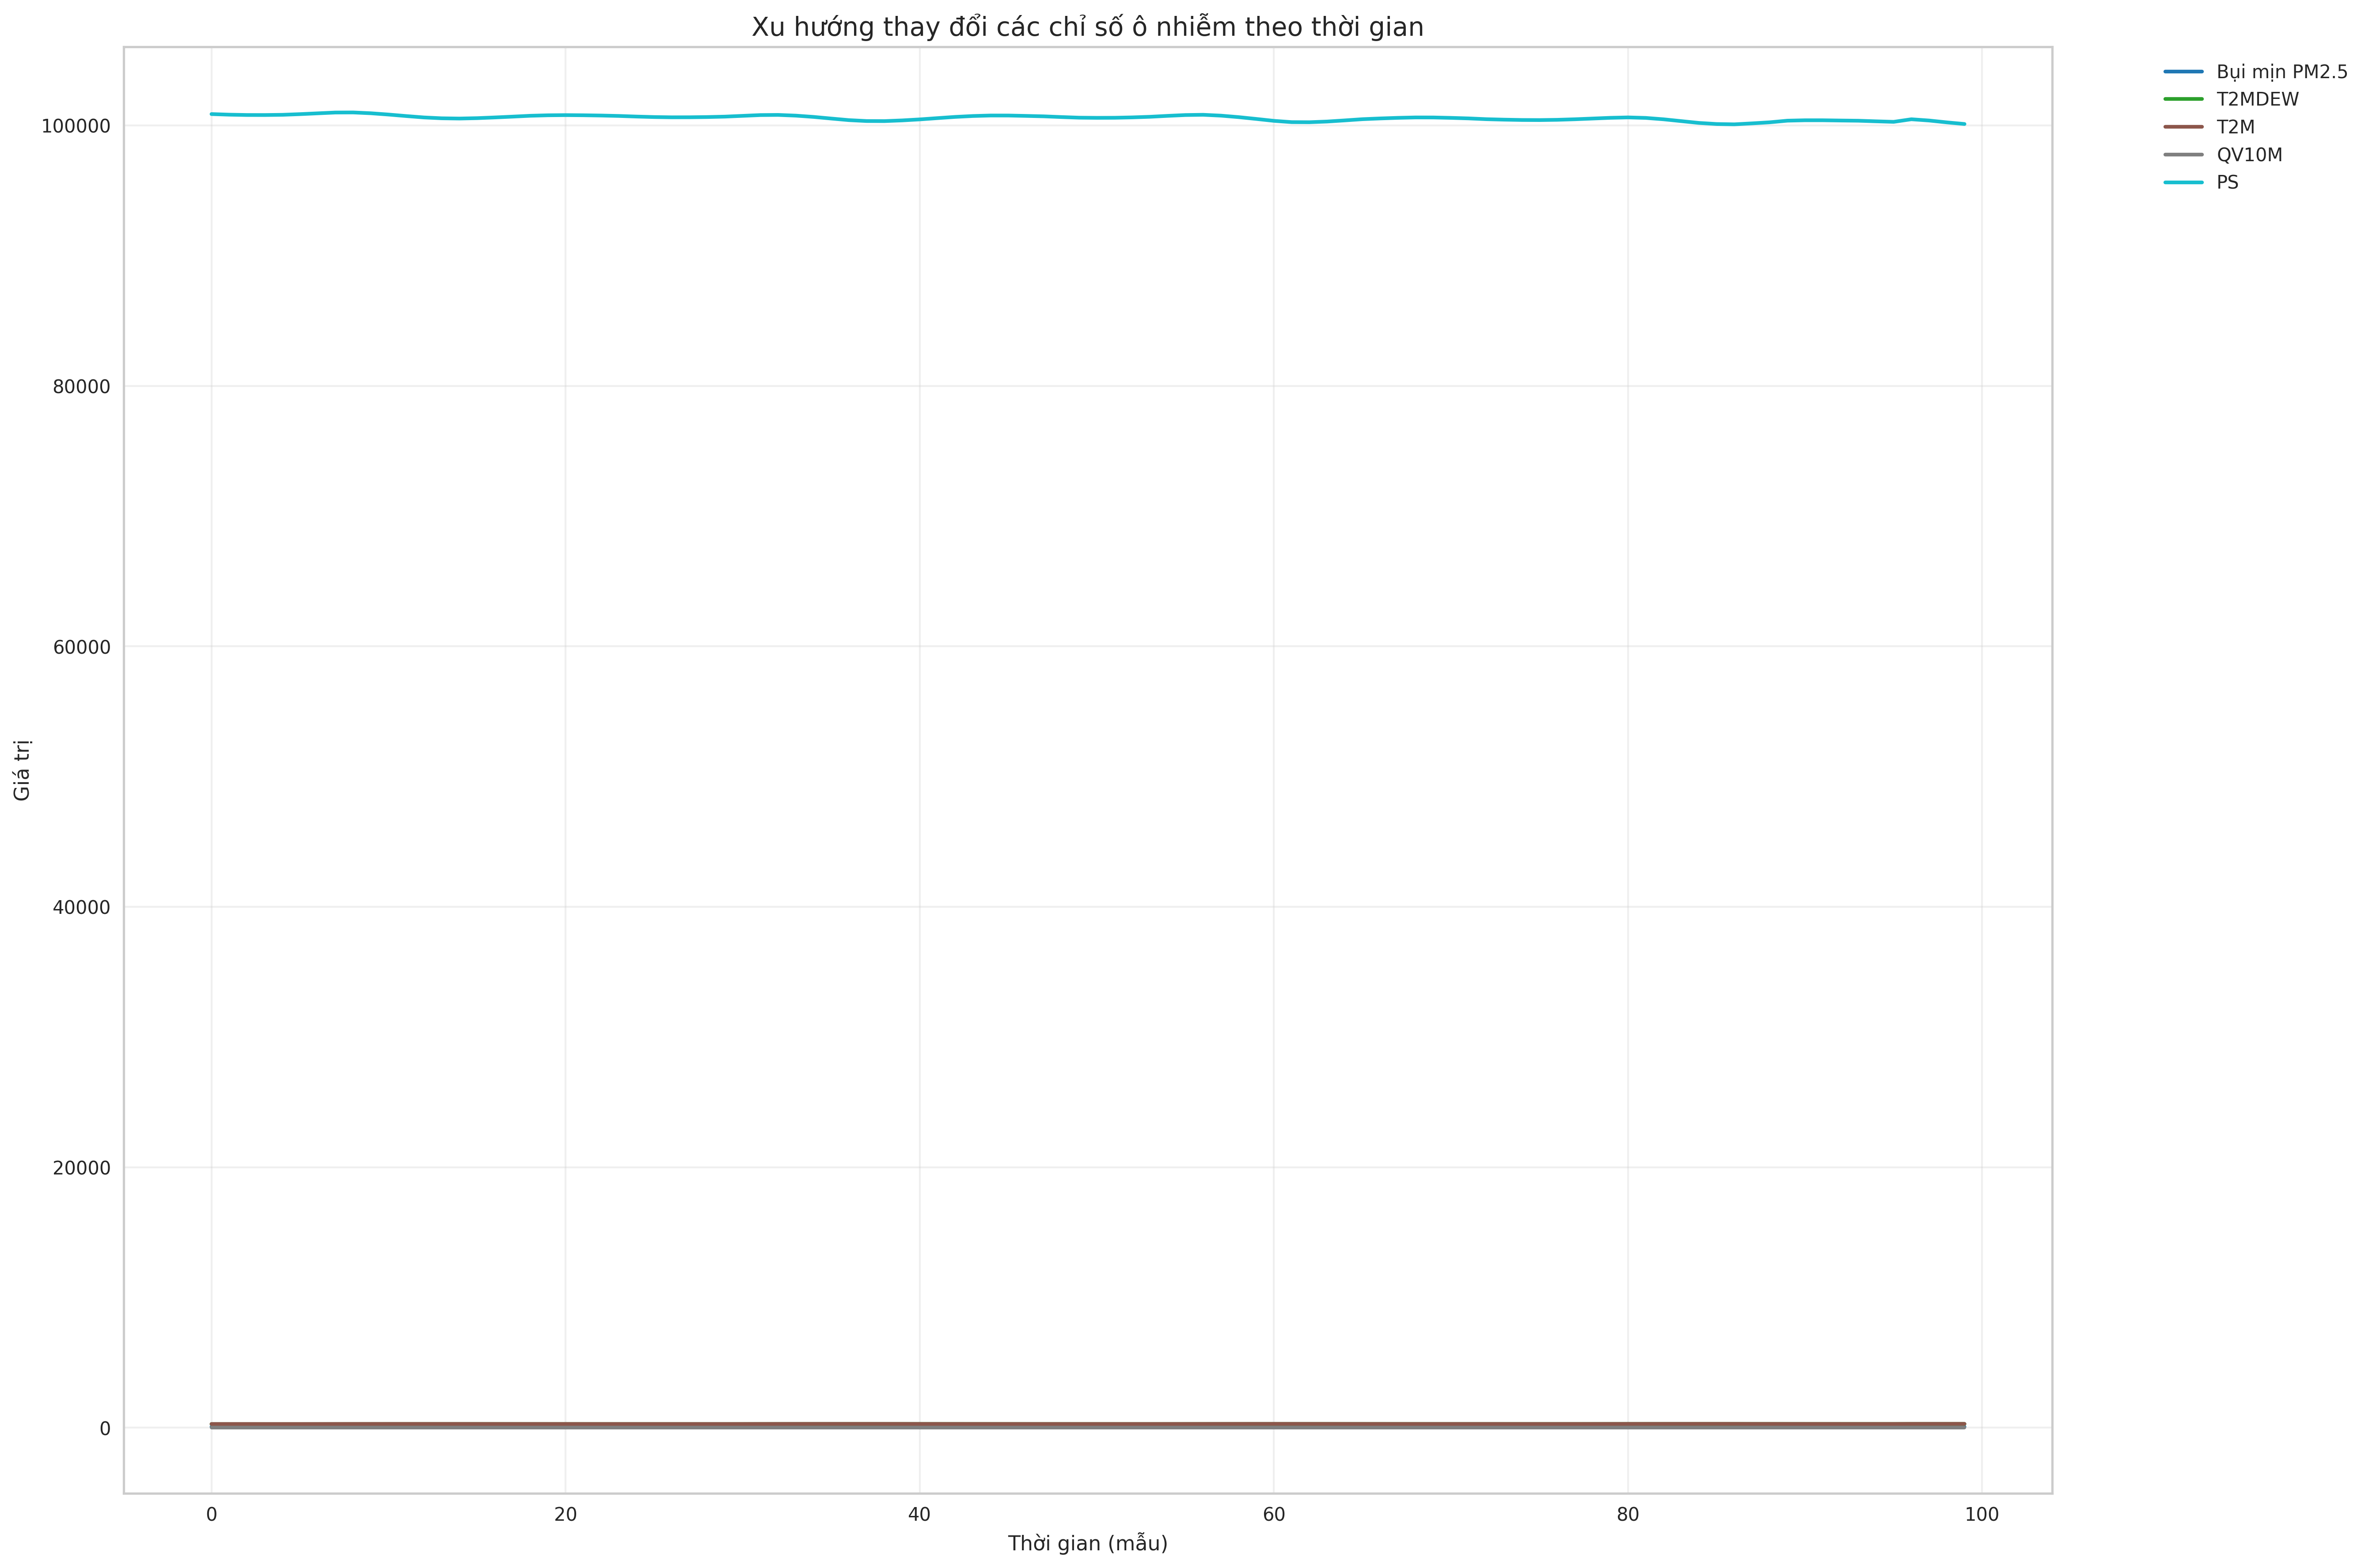 Xu hướng thay đổi các chỉ số ô nhiễm theo thời gian
Bụi mịn PM2.5
T2MDEW
T2M
QV10M
PS
100000
80000
60000
40000
20000
0
Giá trị
0 20 40 60 80 100
Thời gian (mẫu)